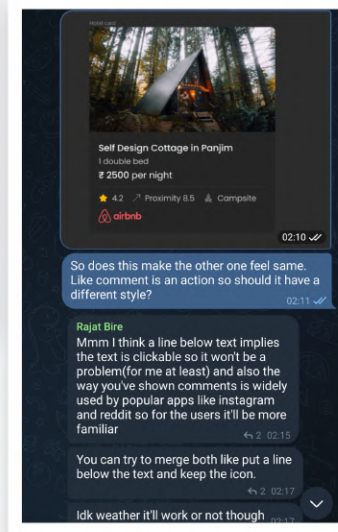 Hotel card
Self Design Cottage in Panjim
1 double bed
₹ 2500 per night
4.2 Proximity 8.5 Campsite
airbnb
02:10
So does this make the other one feel same.
Like comment is an action so should it have a
different style?
02:11
Rajat Bire
Mmm I think a line below text implies
the text is clickable so it won't be a
problem(for me at least) and also the
way you've shown comments is widely
used by popular apps like instagram
and reddit so for the users it'll be more
familiar
2 02:15
You can try to merge both like put a line
below the text and keep the icon.
2 02:17
Idk weather it'll work or not though
02:17